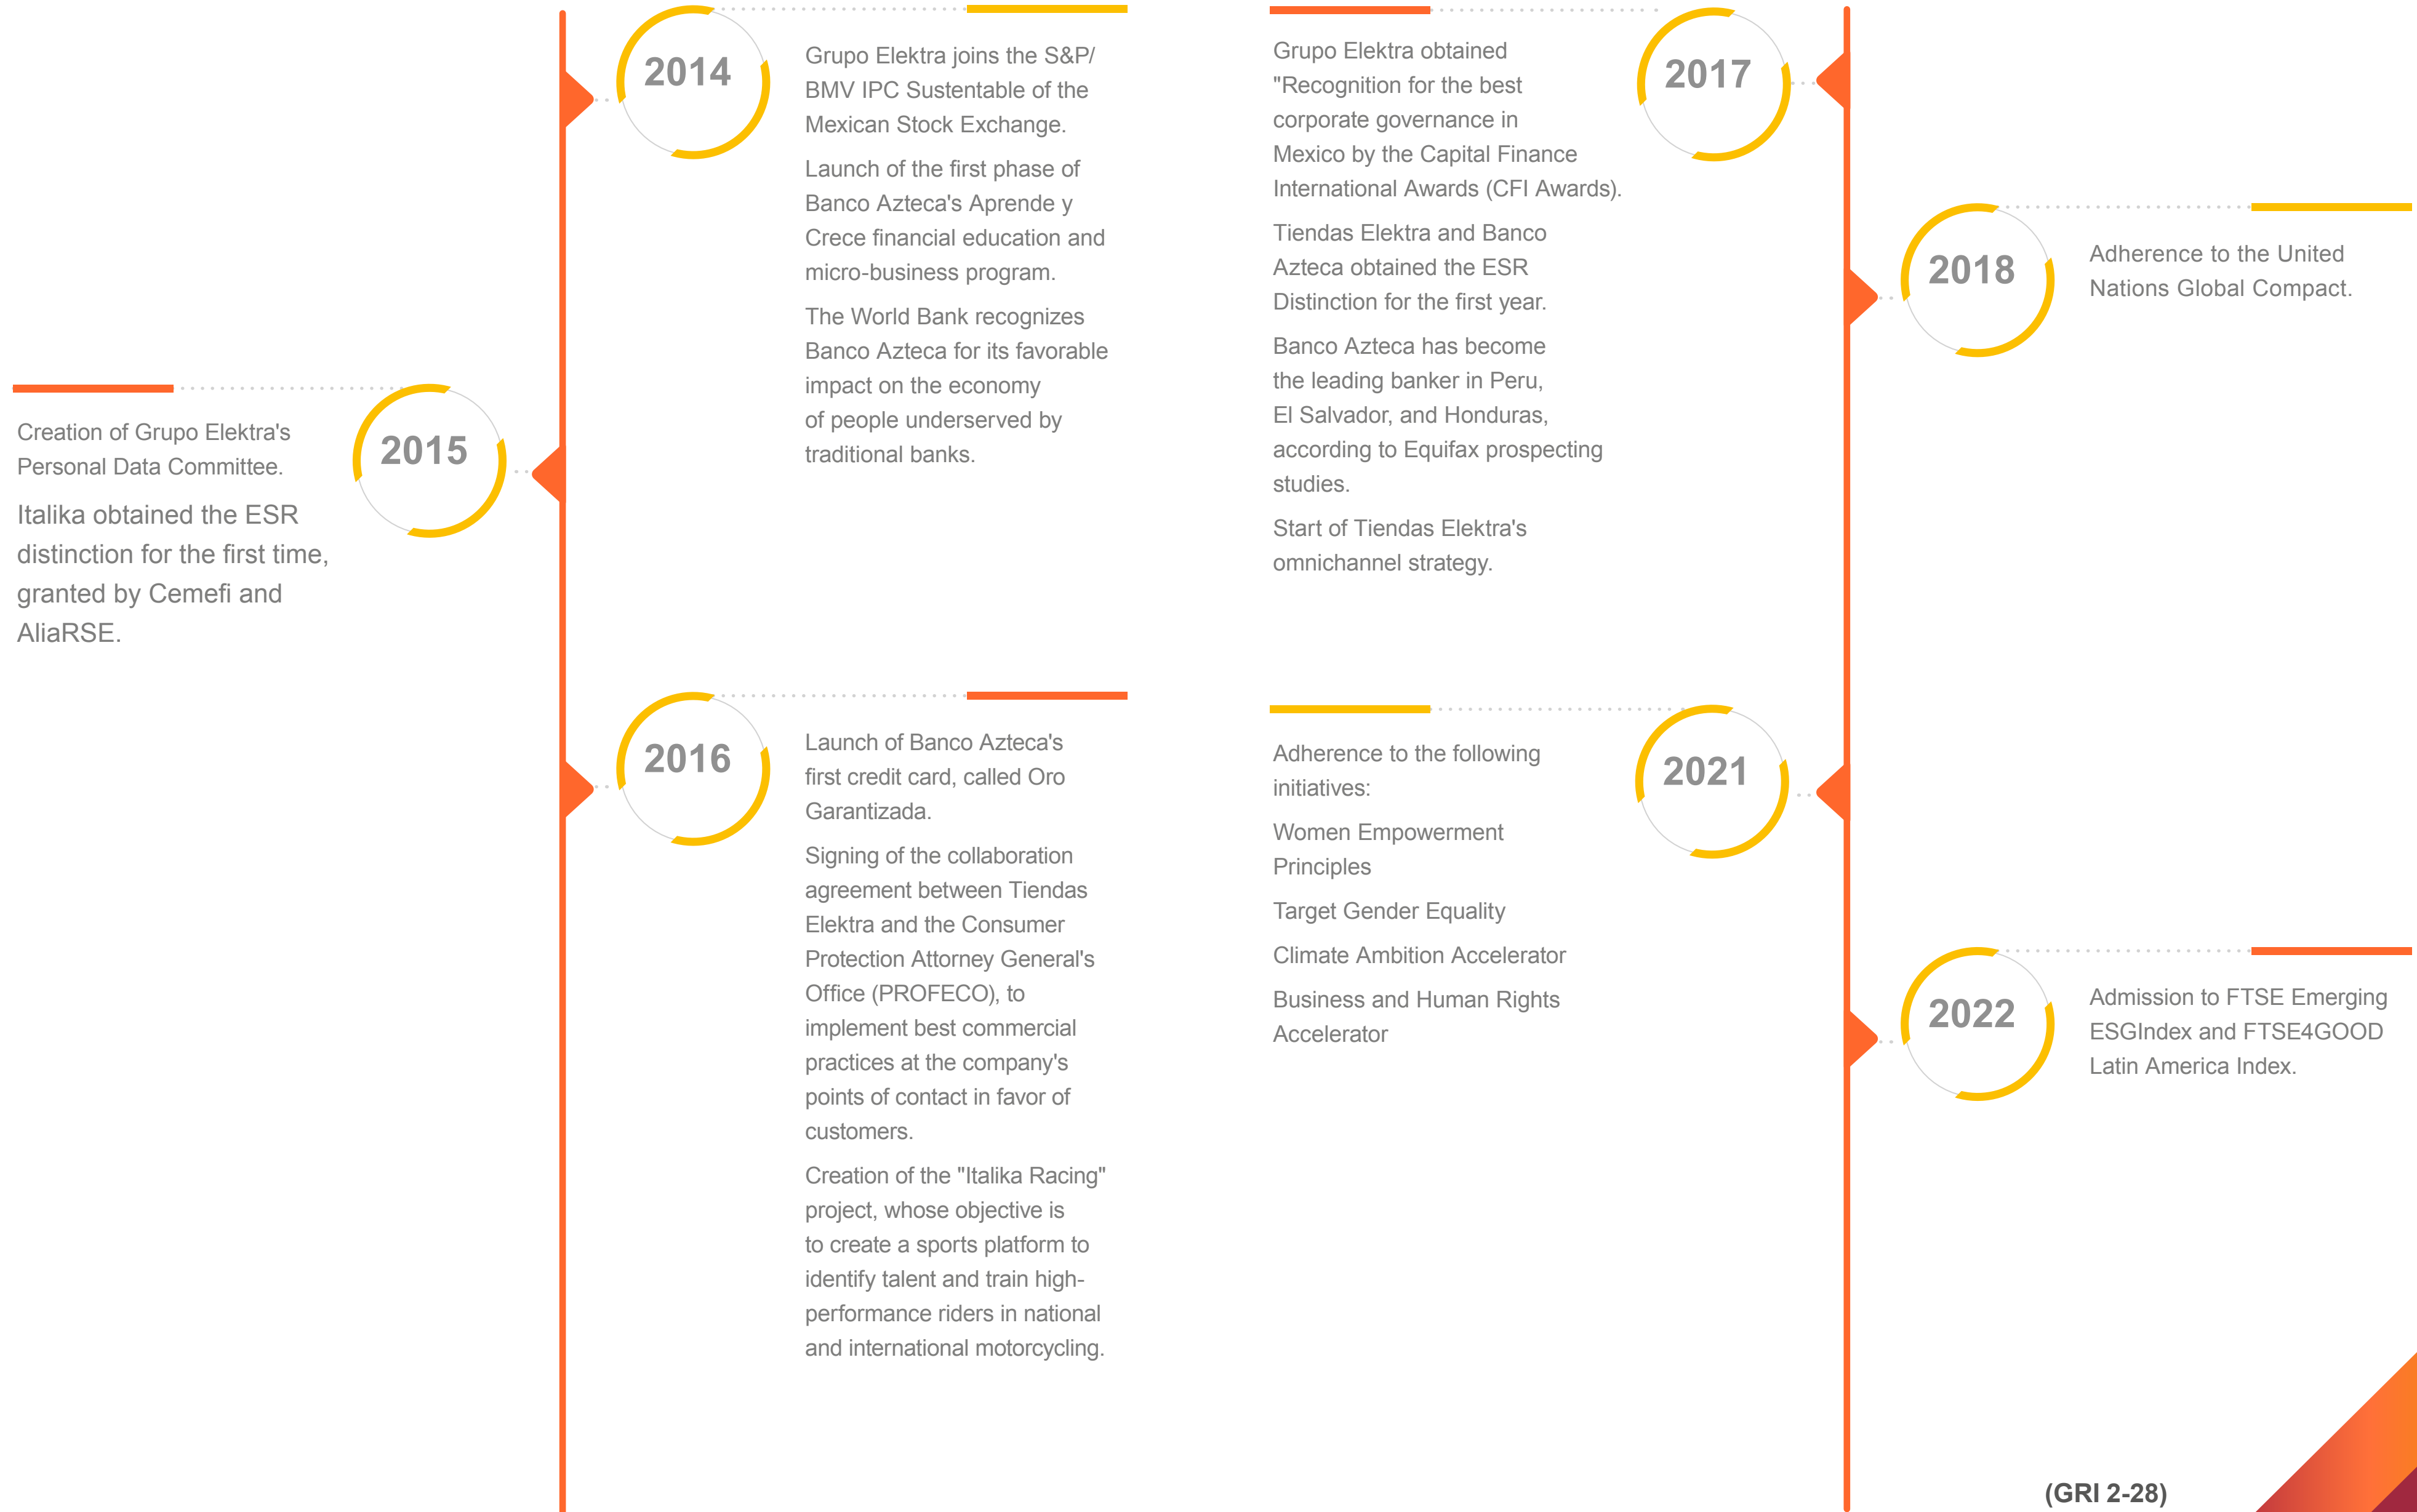 2014
Grupo Elektra joins the S&P/
BMV IPC Sustentable of the
Mexican Stock Exchange.
Launch of the first phase of
Banco Azteca's Aprende y
Crece financial education and
micro-business program.
The World Bank recognizes
Banco Azteca for its favorable
impact on the economy
of people underserved by
traditional banks.
2015
Creation of Grupo Elektra's
Personal Data Committee.
Italika obtained the ESR
distinction for the first time,
granted by Cemefi and
AliaRSE.
2016
Launch of Banco Azteca's
first credit card, called Oro
Garantizada.
Signing of the collaboration
agreement between Tiendas
Elektra and the Consumer
Protection Attorney General's
Office (PROFECO), to
implement best commercial
practices at the company's
points of contact in favor of
customers.
Creation of the "Italika Racing"
project, whose objective is
to create a sports platform to
identify talent and train high-
performance riders in national
and international motorcycling.
2017
Grupo Elektra obtained
"Recognition for the best
corporate governance in
Mexico by the Capital Finance
International Awards (CFI Awards).
Tiendas Elektra and Banco
Azteca obtained the ESR
Distinction for the first year.
Banco Azteca has become
the leading banker in Peru,
El Salvador, and Honduras,
according to Equifax prospecting
studies.
Start of Tiendas Elektra's
omnichannel strategy.
2018
Adherence to the United
Nations Global Compact.
2021
Adherence to the following
initiatives:
Women Empowerment
Principles
Target Gender Equality
Climate Ambition Accelerator
Business and Human Rights
Accelerator
2022
Admission to FTSE Emerging
ESGIndex and FTSE4GOOD
Latin America Index.
(GRI 2-28)